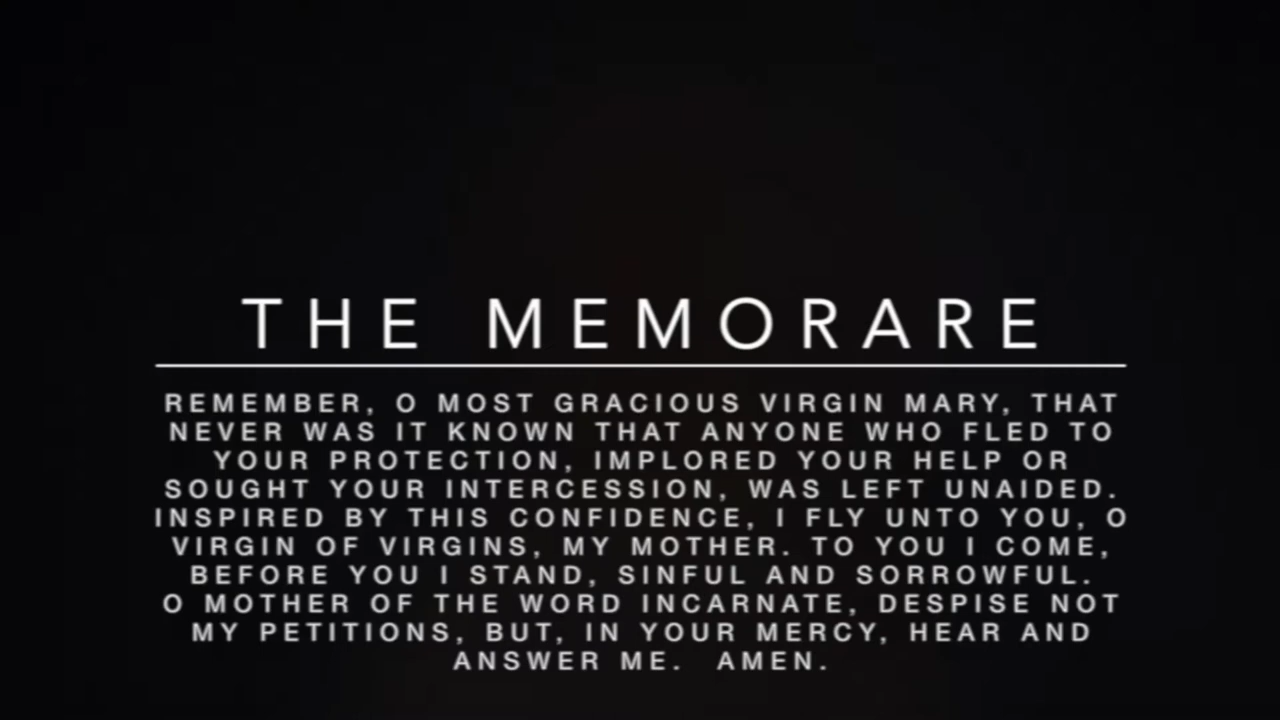 THE MEMORARE
REMEMBER, O MOST GRACIOUS VIRGIN MARY, THAT
NEVER WAS IT KNOWN THAT ANYONE WHO FLED TO
YOUR PROTECTION, IMPLORED YOUR HELP OR
SOUGHT YOUR INTERCESSION, WAS LEFT UNAIDED.
INSPIRED BY THIS CONFIDENCE, I FLY UNTO YOU, O
VIRGIN OF VIRGINS, MY MOTHER. TO YOU I COME,
BEFORE YOU I STAND, SINFUL AND SORROWFUL.
O MOTHER OF THE WORD INCARNATE, DESPISE NOT
MY PETITIONS, BUT, IN YOUR MERCY, HEAR AND
ANSWER ME. AMEN.